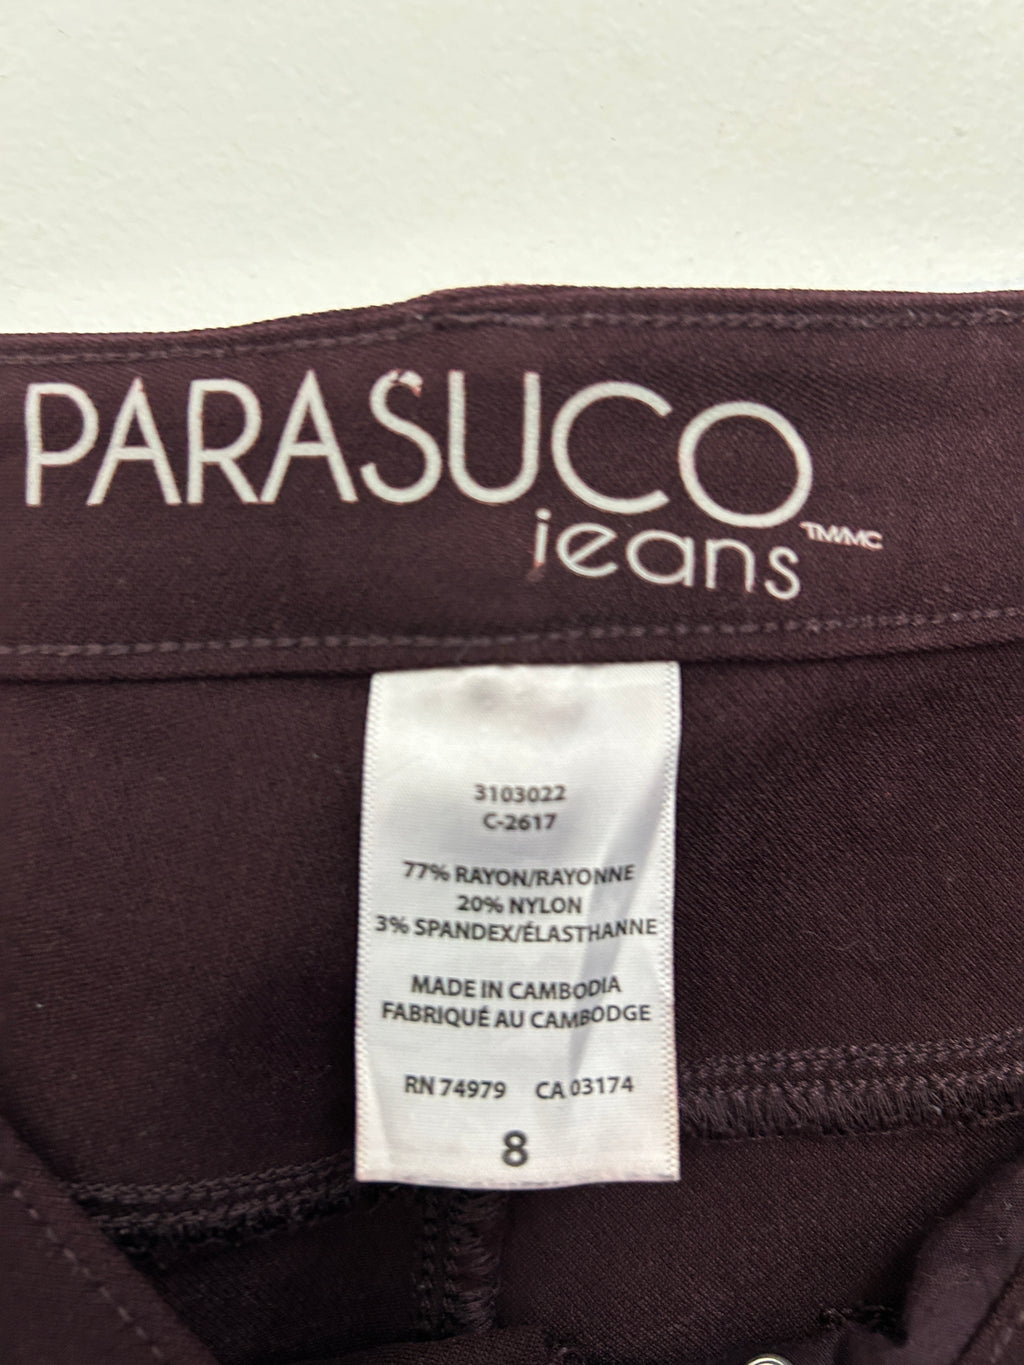 PARASUCO
jeans TM/MC
3103022
C-2617
77% RAYON/RAYONNE
20% NYLON
3% SPANDEX/ÉLASTHANNE
MADE IN CAMBODIA
FABRIQUÉ AU CAMBODGE
RN 74979 CA 03174
8